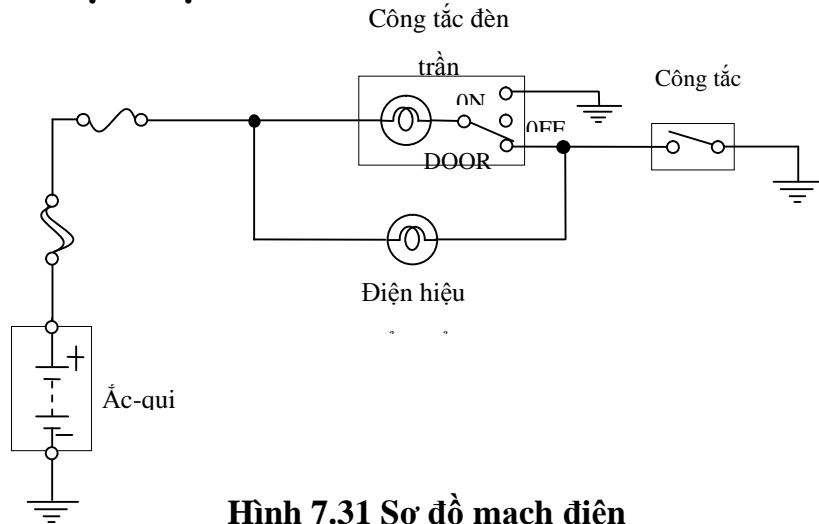 Công tắc đèn
trần
Công tắc
ON
OFF
DOOR
Điện hiệu
+
Ắc-qui
−
Hình 7.31 Sơ đồ mạch điện